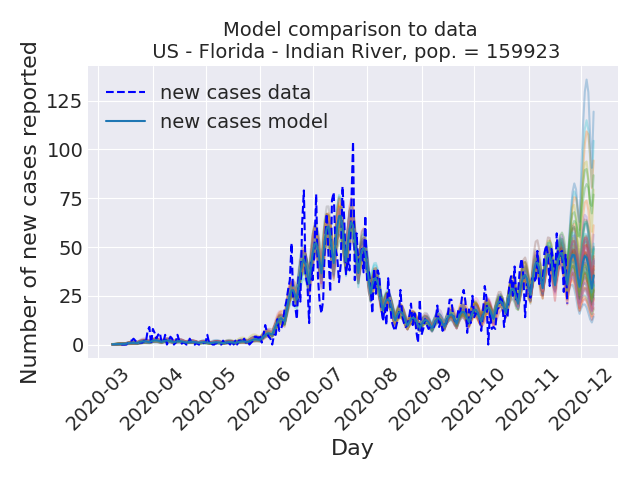 Model comparison to data
US - Florida - Indian River, pop. = 159923
Number of new cases reported
125
100
75
50
25
0
new cases data
new cases model
2020-03
2020-04
2020-05
2020-06
2020-07
2020-08
2020-09
2020-10
2020-11
2020-12
Day